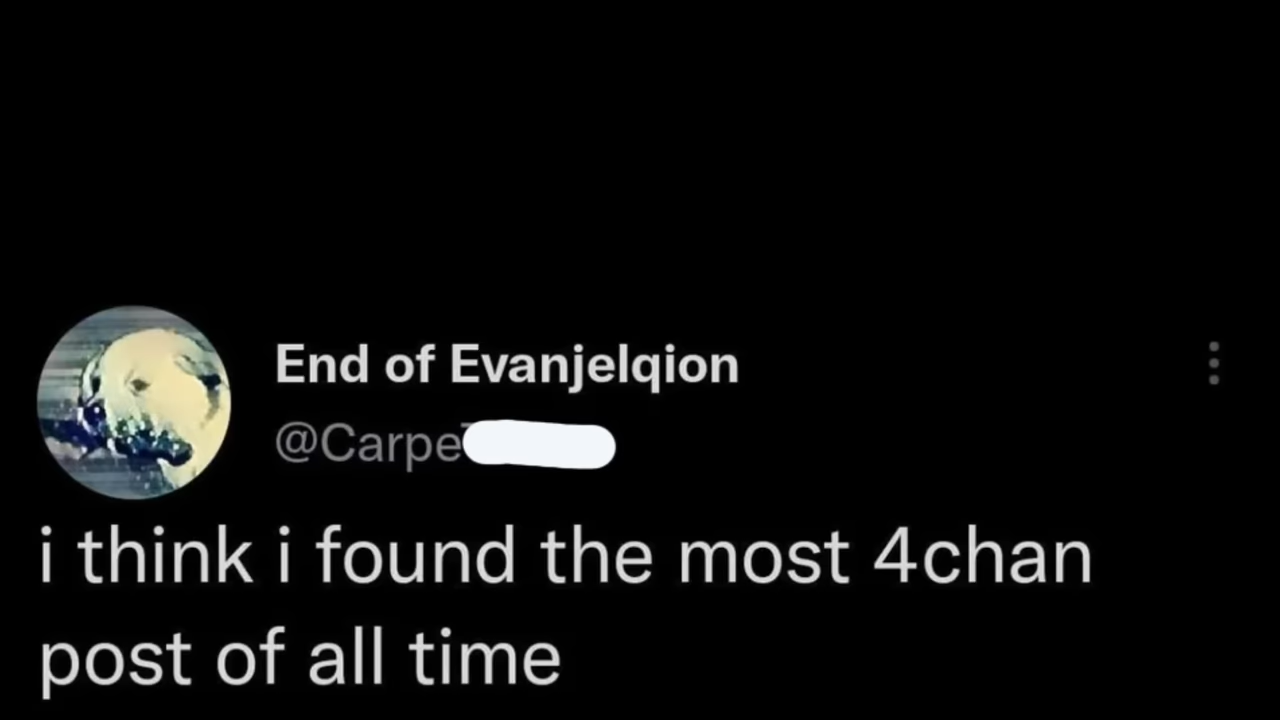 End of Evanjelqion
@Carpe
i think i found the most 4chan
post of all time